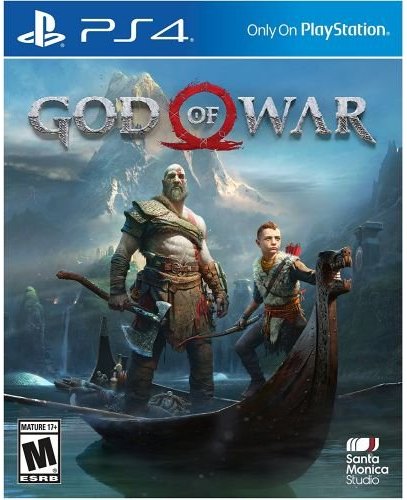 PS4
Only On PlayStation®
GOD OF WAR
MATURE 17+
M
ESRB
Santa
Monica
Studio